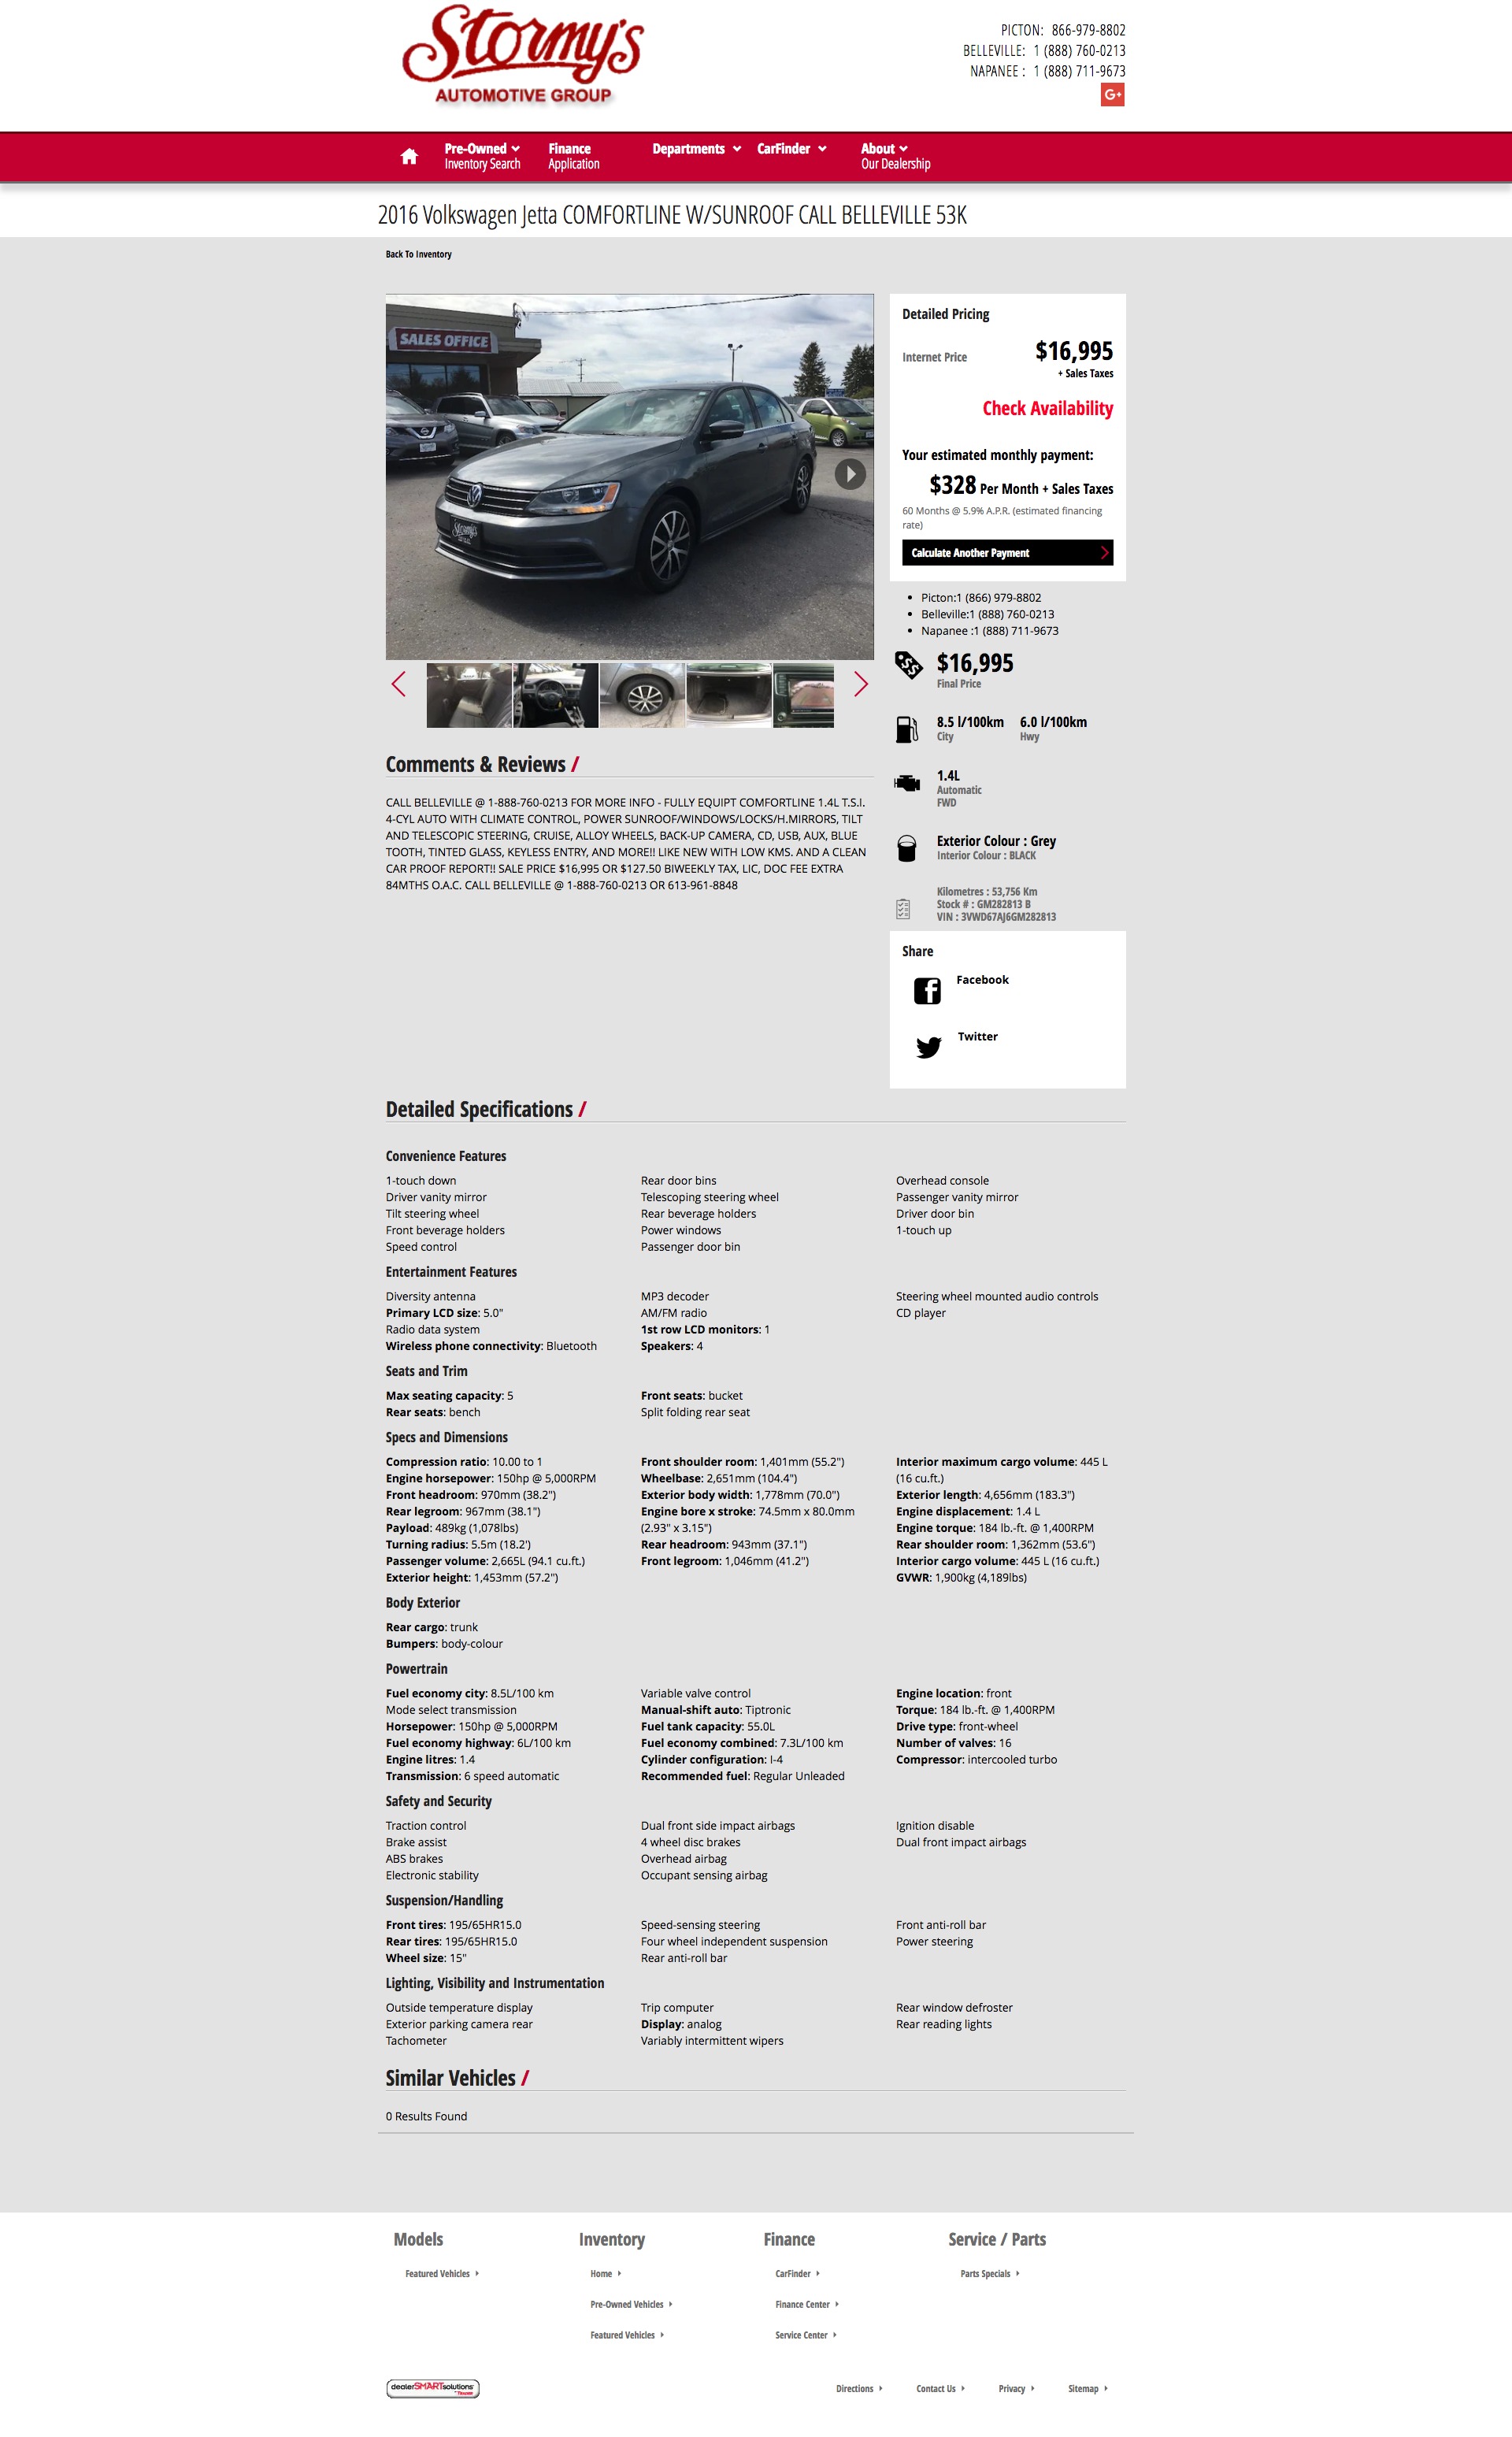 Stormy's
AUTOMOTIVE GROUP
PICTON: 866-979-8802
BELLEVILLE: 1 (888) 760-0213
NAPANEE : 1 (888) 711-9673
G+
Pre-Owned
Inventory Search
Finance
Application
Departments
CarFinder
About
Our Dealership
2016 Volkswagen Jetta COMFORTLINE W/SUNROOF CALL BELLEVILLE 53K
Back To Inventory
SALES OFFICE
Stormy's
Detailed Pricing
Internet Price $16,995
+ Sales Taxes
Check Availability
Your estimated monthly payment:
$328 Per Month + Sales Taxes
60 Months @ 5.9% A.P.R. (estimated financing
rate)
Calculate Another Payment
• Picton:1 (866) 979-8802
• Belleville:1 (888) 760-0213
• Napanee :1 (888) 711-9673
$$$
$16,995
Final Price
8.5 l/100km 6.0 l/100km
City Hwy
1.4L
Automatic
FWD
Exterior Colour : Grey
Interior Colour : BLACK
Kilometres : 53,756 Km
Stock # : GM282813 B
VIN : 3VWD67AJ6GM282813
Share
Facebook
Twitter
Comments & Reviews /
CALL BELLEVILLE @ 1-888-760-0213 FOR MORE INFO - FULLY EQUIPT COMFORTLINE 1.4L T.S.I.
4-CYL AUTO WITH CLIMATE CONTROL, POWER SUNROOF/WINDOWS/LOCKS/H.MIRRORS, TILT
AND TELESCOPIC STEERING, CRUISE, ALLOY WHEELS, BACK-UP CAMERA, CD, USB, AUX, BLUE
TOOTH, TINTED GLASS, KEYLESS ENTRY, AND MORE!! LIKE NEW WITH LOW KMS. AND A CLEAN
CAR PROOF REPORT!! SALE PRICE $16,995 OR $127.50 BIWEEKLY TAX, LIC, DOC FEE EXTRA
84MTHS O.A.C. CALL BELLEVILLE @ 1-888-760-0213 OR 613-961-8848
Detailed Specifications /
Convenience Features
1-touch down
Driver vanity mirror
Tilt steering wheel
Front beverage holders
Speed control
Rear door bins
Telescoping steering wheel
Rear beverage holders
Power windows
Passenger door bin
Overhead console
Passenger vanity mirror
Driver door bin
1-touch up
Entertainment Features
Diversity antenna
Primary LCD size: 5.0"
Radio data system
Wireless phone connectivity: Bluetooth
MP3 decoder
AM/FM radio
1st row LCD monitors: 1
Speakers: 4
Steering wheel mounted audio controls
CD player
Seats and Trim
Max seating capacity: 5
Rear seats: bench
Front seats: bucket
Split folding rear seat
Specs and Dimensions
Compression ratio: 10.00 to 1
Engine horsepower: 150hp @ 5,000RPM
Front headroom: 970mm (38.2")
Rear legroom: 967mm (38.1")
Payload: 489kg (1,078lbs)
Turning radius: 5.5m (18.2')
Passenger volume: 2,665L (94.1 cu.ft.)
Exterior height: 1,453mm (57.2")
Front shoulder room: 1,401mm (55.2")
Wheelbase: 2,651mm (104.4")
Exterior body width: 1,778mm (70.0")
Engine bore x stroke: 74.5mm x 80.0mm
(2.93" x 3.15")
Rear headroom: 943mm (37.1")
Front legroom: 1,046mm (41.2")
Interior maximum cargo volume: 445 L
(16 cu.ft.)
Exterior length: 4,656mm (183.3")
Engine displacement: 1.4 L
Engine torque: 184 lb.-ft. @ 1,400RPM
Rear shoulder room: 1,362mm (53.6")
Interior cargo volume: 445 L (16 cu.ft.)
GVWR: 1,900kg (4,189lbs)
Body Exterior
Rear cargo: trunk
Bumpers: body-colour
Powertrain
Fuel economy city: 8.5L/100 km
Mode select transmission
Horsepower: 150hp @ 5,000RPM
Fuel economy highway: 6L/100 km
Engine litres: 1.4
Transmission: 6 speed automatic
Variable valve control
Manual-shift auto: Tiptronic
Fuel tank capacity: 55.0L
Fuel economy combined: 7.3L/100 km
Cylinder configuration: I-4
Recommended fuel: Regular Unleaded
Engine location: front
Torque: 184 lb.-ft. @ 1,400RPM
Drive type: front-wheel
Number of valves: 16
Compressor: intercooled turbo
Safety and Security
Traction control
Brake assist
ABS brakes
Electronic stability
Dual front side impact airbags
4 wheel disc brakes
Overhead airbag
Occupant sensing airbag
Ignition disable
Dual front impact airbags
Suspension/Handling
Front tires: 195/65HR15.0
Rear tires: 195/65HR15.0
Wheel size: 15"
Speed-sensing steering
Four wheel independent suspension
Rear anti-roll bar
Front anti-roll bar
Power steering
Lighting, Visibility and Instrumentation
Outside temperature display
Exterior parking camera rear
Tachometer
Trip computer
Display: analog
Variably intermittent wipers
Rear window defroster
Rear reading lights
Similar Vehicles /
0 Results Found
Models
Featured Vehicles
Inventory
Home
Pre-Owned Vehicles
Featured Vehicles
Finance
CarFinder
Finance Center
Service Center
Service / Parts
Parts Specials
dealerSMARTsolutions
Directions
Contact Us
Privacy
Sitemap